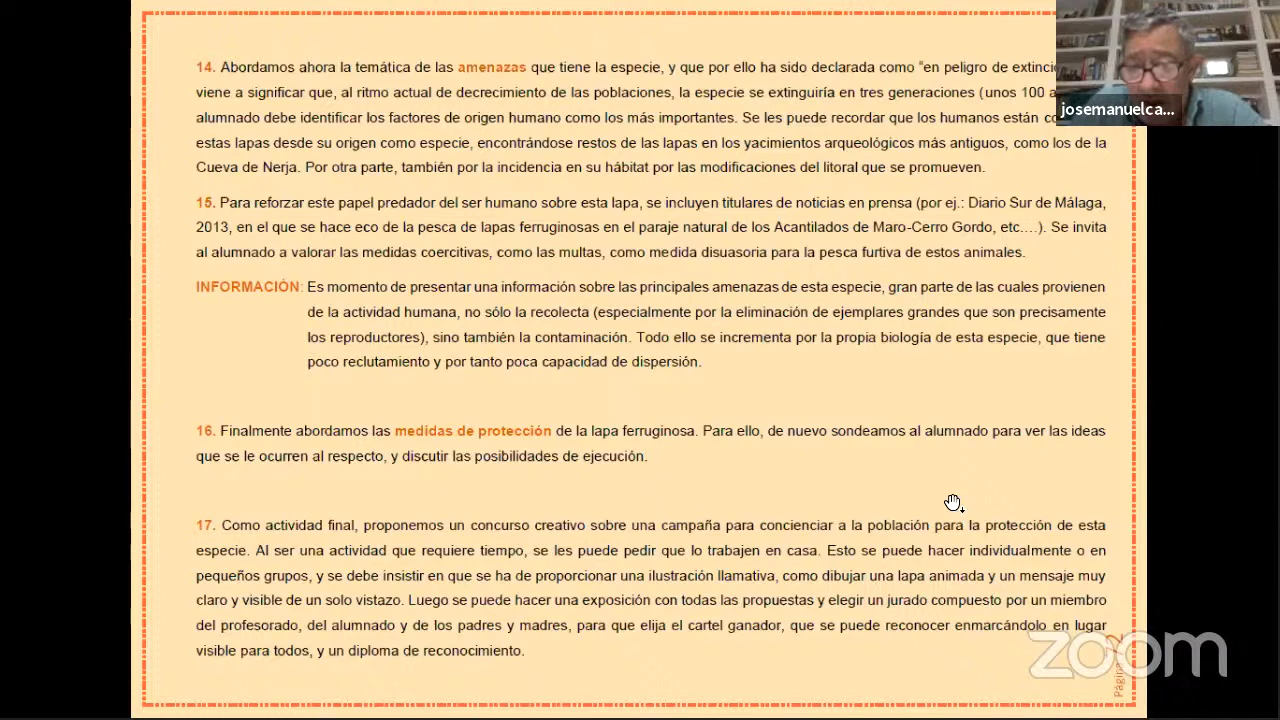 14. Abordamos ahora la temática de las amenazas que tiene la especie, y que por ello ha sido declarada como "en peligro de
viene a significar que, al ritmo actual de decrecimiento de las poblaciones, la especie se extinguiría en tres generaciones (unos 100
alumnado debe identificar los factores de origen humano como los más importantes. Se les puede recordar que los humanos están
estas lapas desde su origen como especie, encontrándose restos de las lapas en los yacimientos arqueológicos más antiguos, como los de la
Cueva de Nerja. Por otra parte, también por la incidencia en su hábitat por las modificaciones del litoral que se promueven.
15. Para reforzar este papel predador del ser humano sobre esta lapa, se incluyen titulares de noticias en prensa (por ej.: Diario Sur de Málaga,
2013, en el que se hace eco de la pesca de lapas ferruginosas en el paraje natural de los Acantilados de Maro-Cerro Gordo, etc.…). Se invita
al alumnado a valorar las medidas coercitivas, como las multas, como medida disuasoria para la pesca furtiva de estos animales.
INFORMACIÓN: Es momento de presentar una información sobre las principales amenazas de esta especie, gran parte de las cuales provienen
de la actividad humana, no sólo la recolecta (especialmente por la eliminación de ejemplares grandes que son precisamente
los reproductores), sino también la contaminación. Todo ello se incrementa por la propia biología de esta especie, que tiene
poco reclutamiento y por tanto poca capacidad de dispersión.
16. Finalmente abordamos las medidas de protección de la lapa ferruginosa. Para ello, de nuevo sondeamos al alumnado para ver las ideas
que se le ocurren al respecto, y discutir las posibilidades de ejecución.
17. Como actividad final, proponemos un concurso creativo sobre una campaña para concienciar a la población para la protección de esta
especie. Al ser una actividad que requiere tiempo, se les puede pedir que lo trabajen en casa. Esto se puede hacer individualmente o en
pequeños grupos, y se debe insistir en que se ha de proporcionar una ilustración llamativa, como dibujar una lapa animada y un mensaje muy
claro y visible de un solo vistazo. Luego se puede hacer una exposición con todas las propuestas y elegir un jurado compuesto por un miembro
del profesorado, del alumnado y de los padres y madres, para que elija el cartel ganador, que se puede reconocer enmarcándolo en lugar
visible para todos, y un diploma de reconocimiento.
josemanuelca...
zoom
Página 72